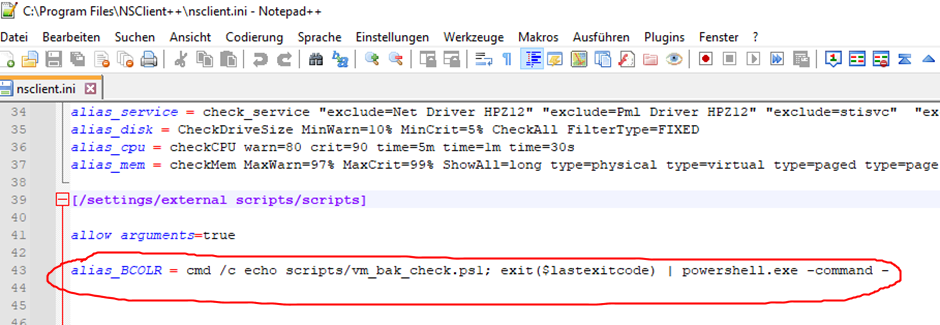 C:\Program Files\NSClient++\nsclient.ini - Notepad++
Datei Bearbeiten Suchen Ansicht Codierung Sprache Einstellungen Werkzeuge Makros Ausführen Plugins Fenster ?
nsclient.ini
34 alias_service = check_service "exclude=Net Driver HPZ12" "exclude=Pml Driver HPZ12" "exclude=stisvc" "ex
35 alias_disk = CheckDriveSize MinWarn=10% MinCrit=5% CheckAll FilterType=FIXED
36 alias_cpu = checkCPU warn=80 crit=90 time=5m time=1m time=30s
37 alias_mem = checkMem MaxWarn=97% MaxCrit=99% ShowAll=long type=physical type=virtual type=paged type=page
38
39 [/settings/external scripts/scripts]
40
41 allow arguments=true
42
43 alias_BCOLR = cmd /c echo scripts/vm_bak_check.ps1; exit($lastexitcode) | powershell.exe -command -
44
45
46